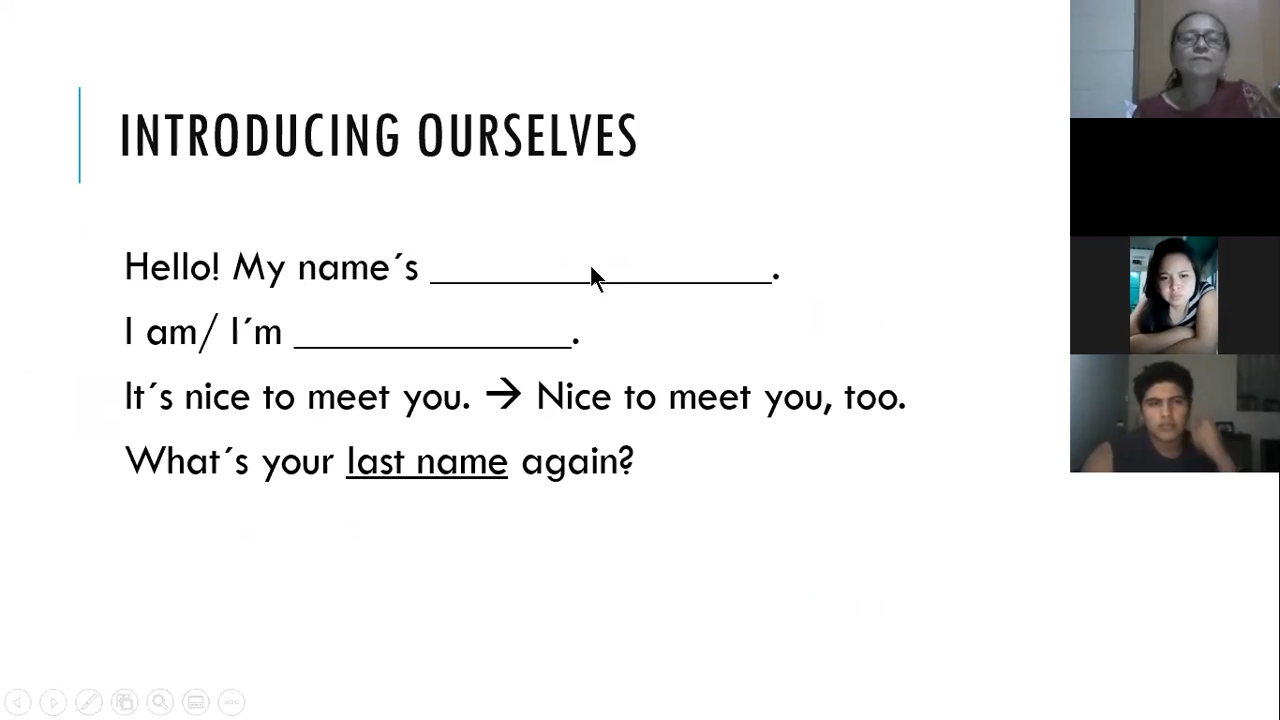 INTRODUCING OURSELVES
Hello! My name´s ________________.
I am/ I´m _____________.
It´s nice to meet you. → Nice to meet you, too.
What´s your last name again?